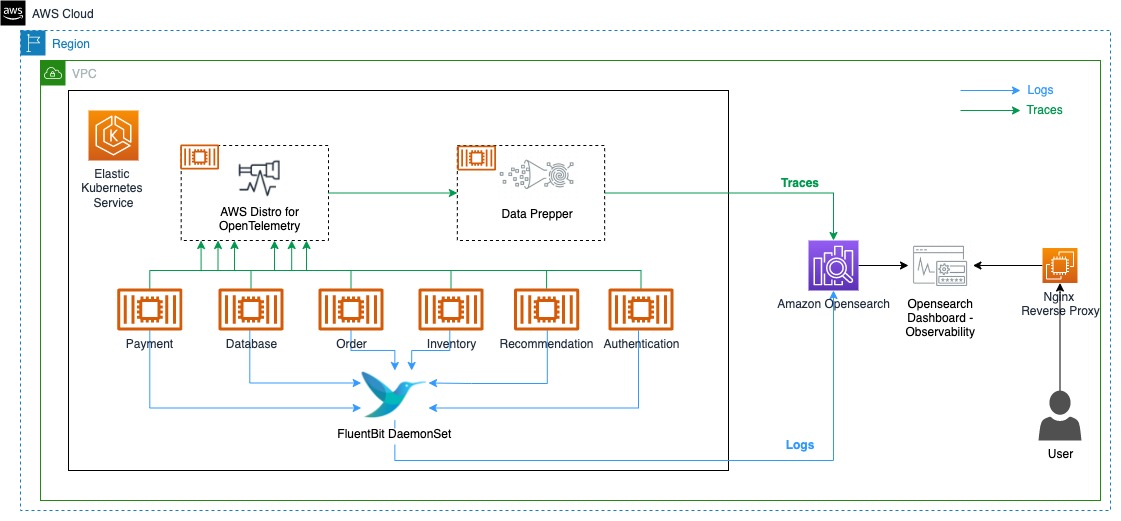 aws
AWS Cloud
Region
VPC
Logs
Traces
Elastic
Kubernetes
Service
AWS Distro for
OpenTelemetry
Data Prepper
Traces
Amazon Opensearch
Opensearch
Dashboard -
Observability
Nginx
Reverse Proxy
Payment
Database
Order
Inventory
Recommendation
Authentication
FluentBit DaemonSet
Logs
User